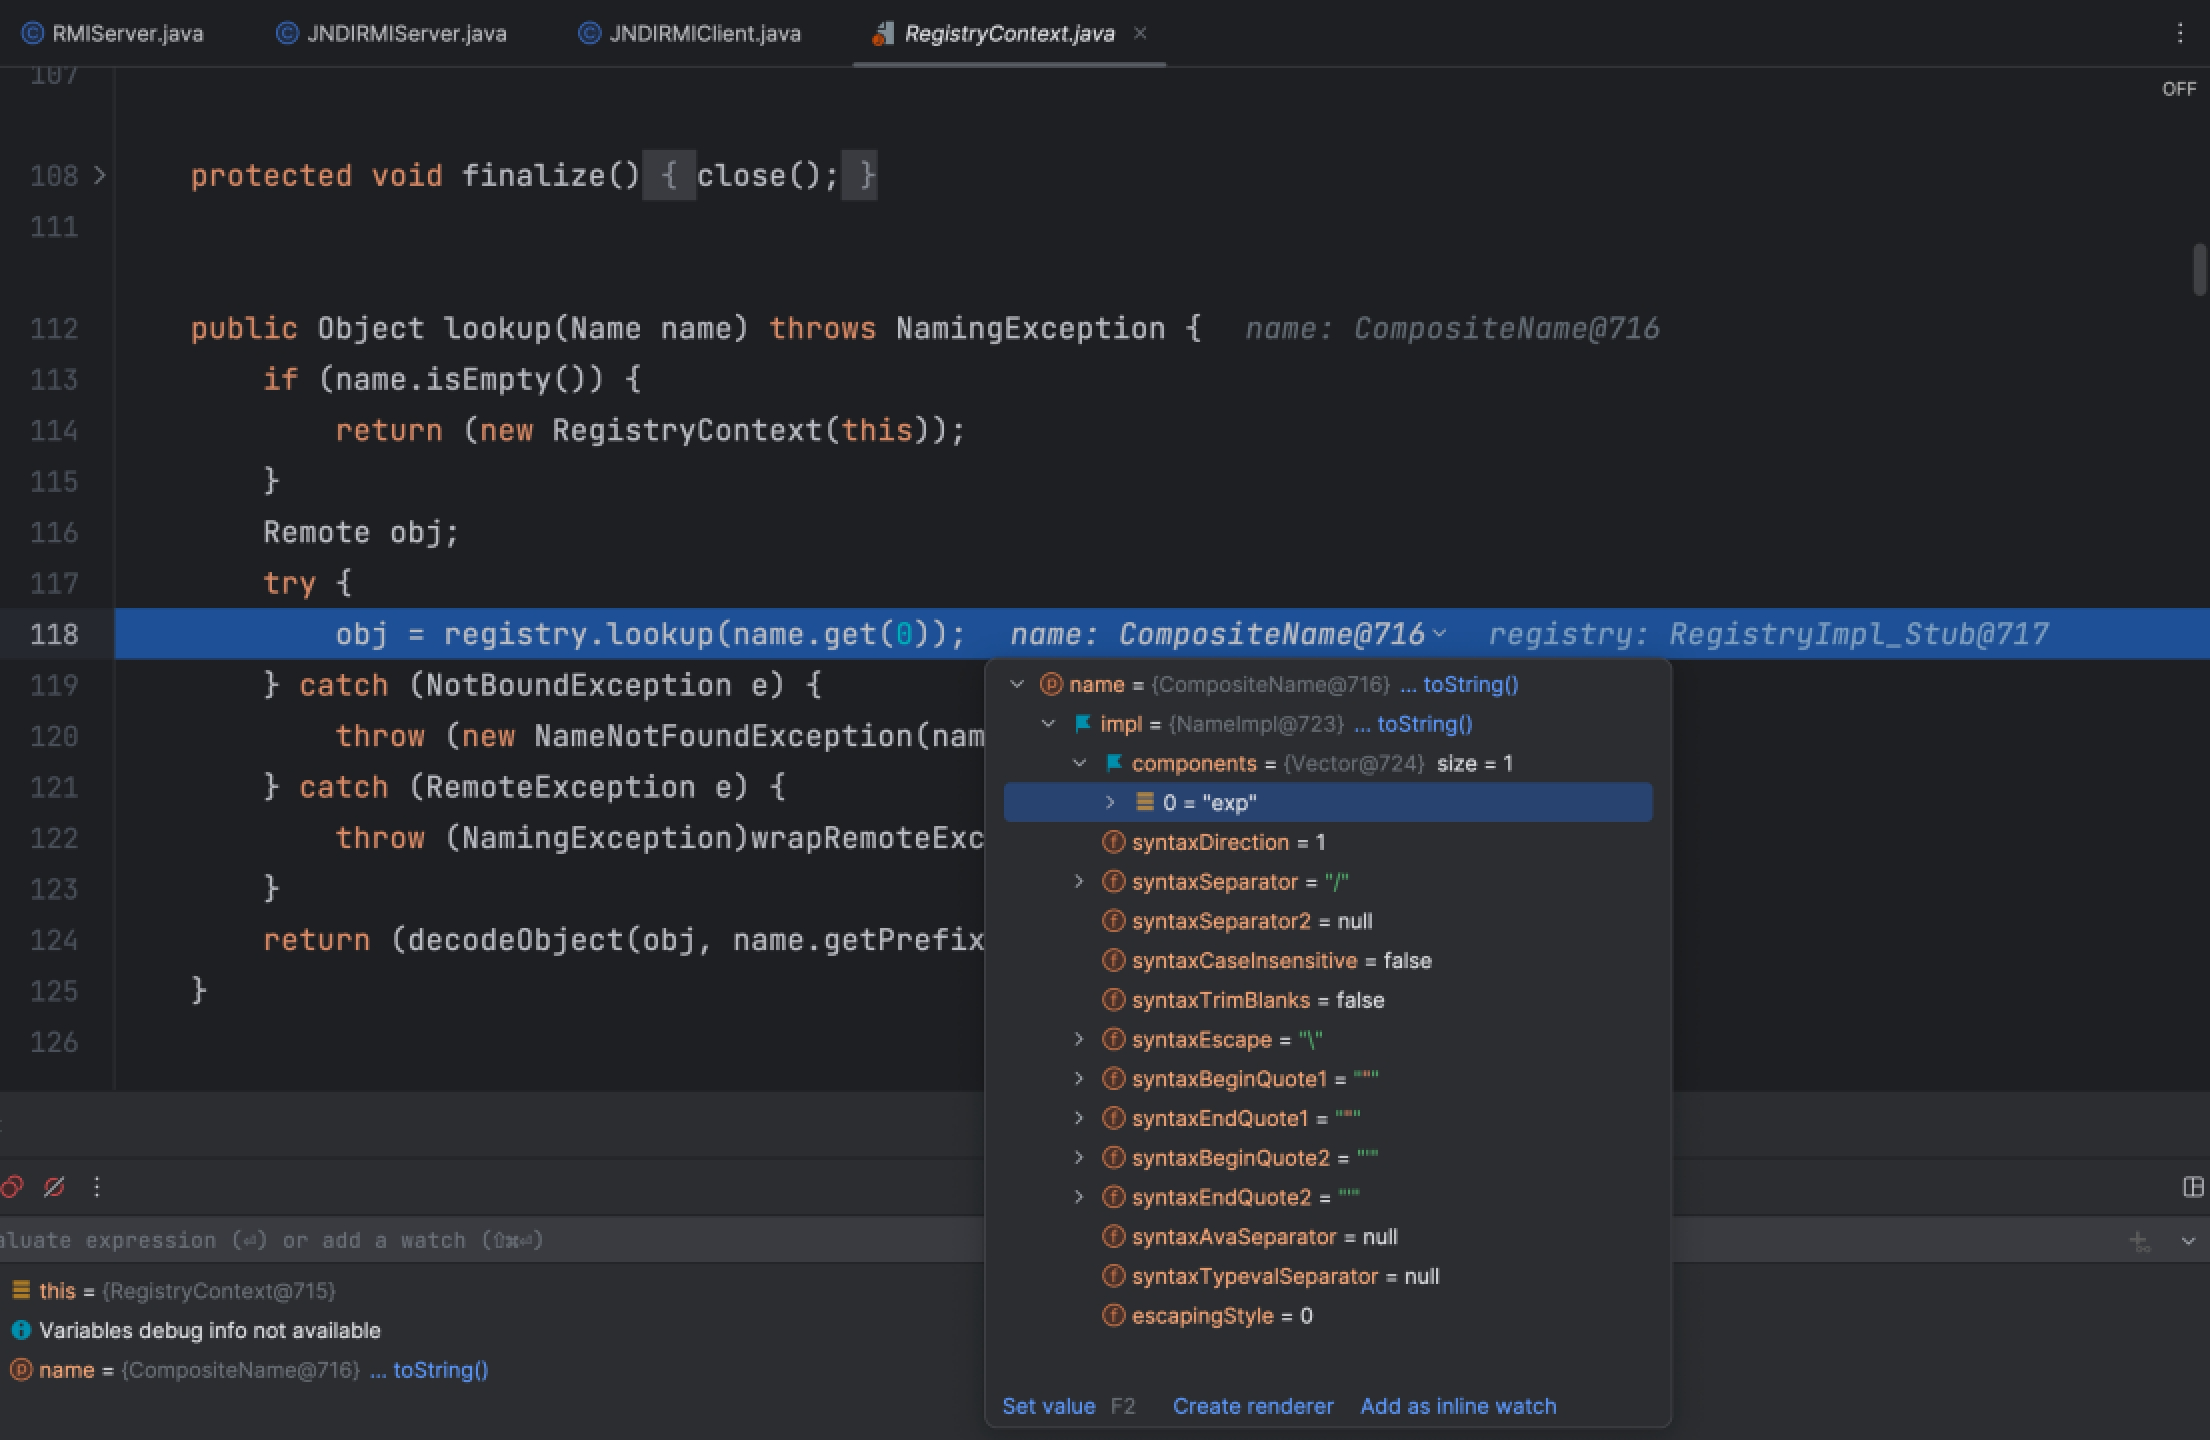 RMIServer.java JNDIRMIServer.java JNDIRMIClient.java RegistryContext.java
107
OFF
108 protected void finalize() { close(); }
111
112 public Object lookup(Name name) throws NamingException { name: CompositeName@716
113 if (name.isEmpty()) {
114 return (new RegistryContext(this));
115 }
116 Remote obj;
117 try {
118 obj = registry.lookup(name.get(0)); name: CompositeName@716 registry: RegistryImpl_Stub@717
119 } catch (NotBoundException e) {
120 throw (new NameNotFoundException(nam
121 } catch (RemoteException e) {
122 throw (NamingException)wrapRemoteExc
123 }
124 return (decodeObject(obj, name.getPrefix
125 }
126
name = {CompositeName@716} ... toString()
impl = {NameImpl@723} ... toString()
components = {Vector@724} size = 1
0 = "exp"
syntaxDirection = 1
syntaxSeparator = "/"
syntaxSeparator2 = null
syntaxCaseInsensitive = false
syntaxTrimBlanks = false
syntaxEscape = "\"
syntaxBeginQuote1 = """
syntaxEndQuote1 = """
syntaxBeginQuote2 = "'"
syntaxEndQuote2 = "'"
syntaxAvaSeparator = null
syntaxTypevalSeparator = null
escapingStyle = 0
Set value F2 Create renderer Add as inline watch
aluate expression (⏎) or add a watch (⇧⌘⏎)
this = {RegistryContext@715}
Variables debug info not available
name = {CompositeName@716} ... toString()